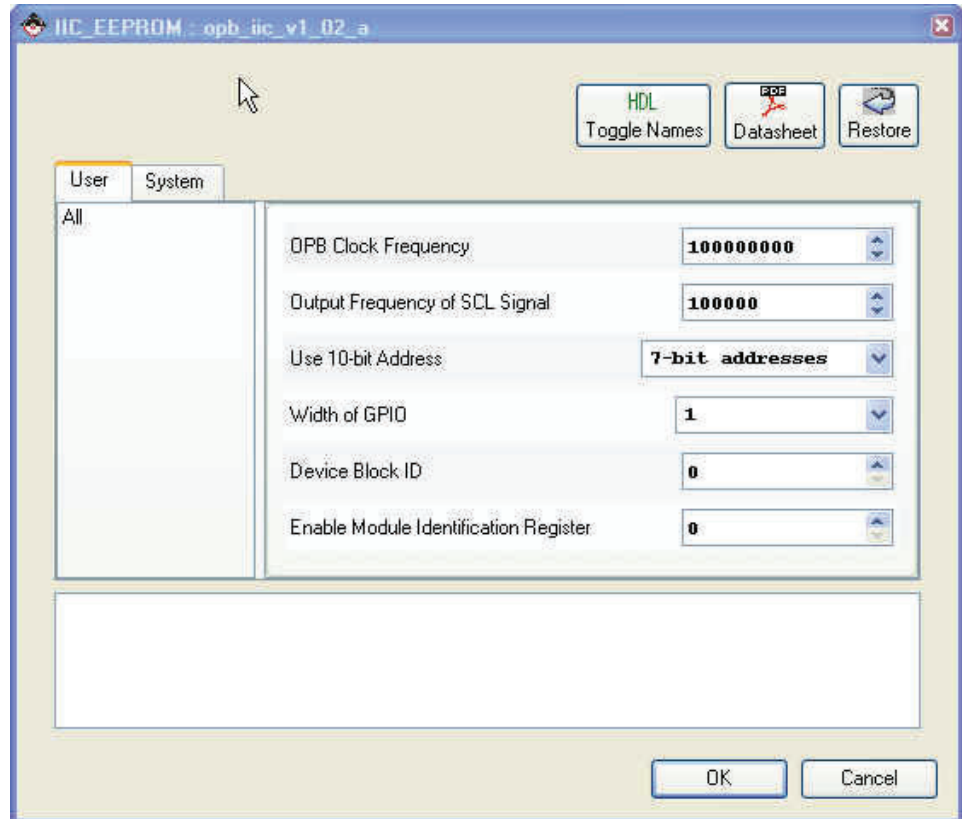 IIC_EEPROM : opb_iic_v1_02_a
HDL
Toggle Names
PDF
Datasheet
Restore
User System
All
OPB Clock Frequency 100000000
Output Frequency of SCL Signal 100000
Use 10-bit Address 7-bit addresses
Width of GPIO 1
Device Block ID 0
Enable Module Identification Register 0
OK Cancel